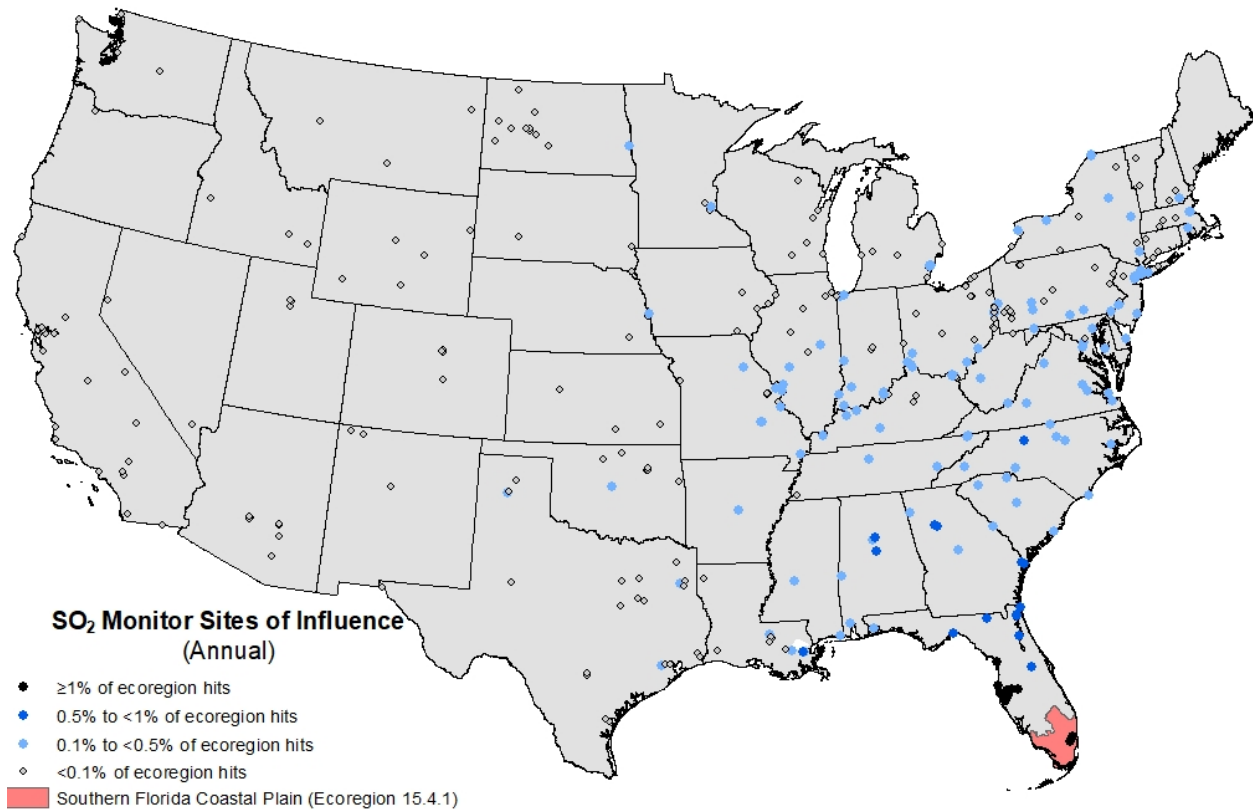 SO₂ Monitor Sites of Influence
(Annual)
≥1% of ecoregion hits
0.5% to <1% of ecoregion hits
0.1% to <0.5% of ecoregion hits
<0.1% of ecoregion hits
Southern Florida Coastal Plain (Ecoregion 15.4.1)